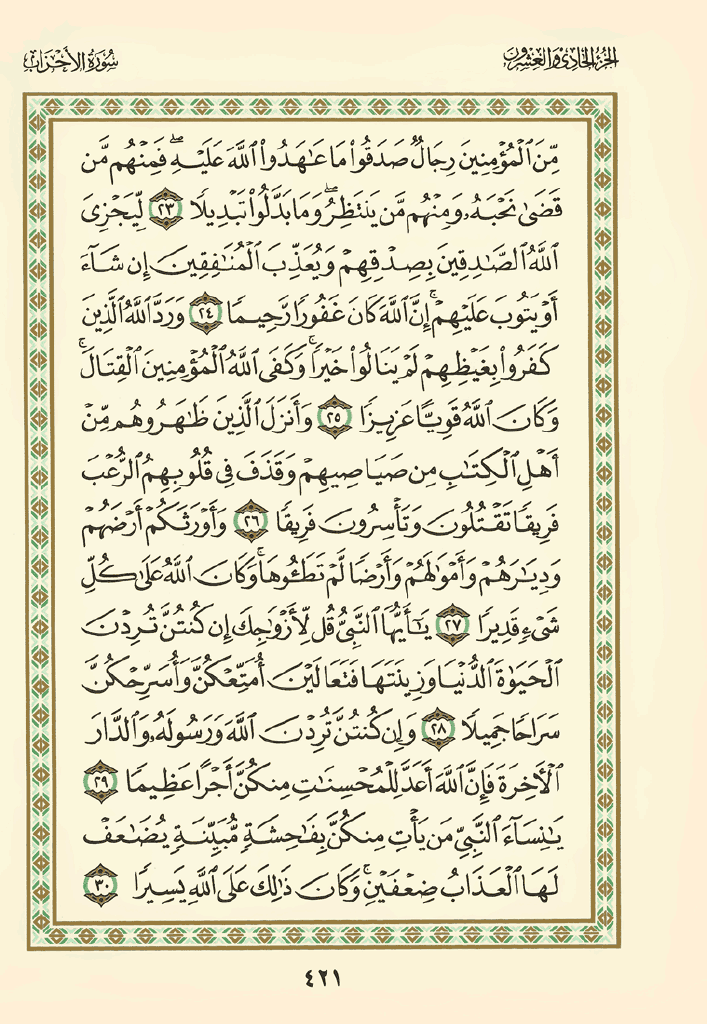 الجزء الحادي والعشرون
سورة الأحزاب
مِّنَ ٱلْمُؤْمِنِينَ رِجَالٌ صَدَقُوا۟ مَا عَـٰهَدُوا۟ ٱللَّهَ عَلَيْهِ ۖ فَمِنْهُم مَّن
قَضَىٰ نَحْبَهُۥ وَمِنْهُم مَّن يَنتَظِرُ ۖ وَمَا بَدَّلُوا۟ تَبْدِيلًا ٢٣ لِّيَجْزِىَ
ٱللَّهُ ٱلصَّـٰدِقِينَ بِصِدْقِهِمْ وَيُعَذِّبَ ٱلْمُنَـٰفِقِينَ إِن شَآءَ
أَوْ يَتُوبَ عَلَيْهِمْ ۚ إِنَّ ٱللَّهَ كَانَ غَفُورًا رَّحِيمًا ٢٤ وَرَدَّ ٱللَّهُ ٱلَّذِينَ
كَفَرُوا۟ بِغَيْظِهِمْ لَمْ يَنَالُوا۟ خَيْرًا ۚ وَكَفَى ٱللَّهُ ٱلْمُؤْمِنِينَ ٱلْقِتَالَ ۚ
وَكَانَ ٱللَّهُ قَوِيًّا عَزِيزًا ٢٥ وَأَنزَلَ ٱلَّذِينَ ظَـٰهَرُوهُم مِّنْ
أَهْلِ ٱلْكِتَـٰبِ مِن صَيَاصِيهِمْ وَقَذَفَ فِى قُلُوبِهِمُ ٱلرُّعْبَ
فَرِيقًا تَقْتُلُونَ وَتَأْسِرُونَ فَرِيقًا ٢٦ وَأَوْرَثَكُمْ أَرْضَهُمْ
وَدِيَـٰرَهُمْ وَأَمْوَٰلَهُمْ وَأَرْضًا لَّمْ تَطَـُٔوهَا ۚ وَكَانَ ٱللَّهُ عَلَىٰ كُلِّ
شَىْءٍ قَدِيرًا ٢٧ يَـٰٓأَيُّهَا ٱلنَّبِىُّ قُل لِّأَزْوَٰجِكَ إِن كُنتُنَّ تُرِدْنَ
ٱلْحَيَوٰةَ ٱلدُّنْيَا وَزِينَتَهَا فَتَعَالَيْنَ أُمَتِّعْكُنَّ وَأُسَرِّحْكُنَّ
سَرَاحًا جَمِيلًا ٢٨ وَإِن كُنتُنَّ تُرِدْنَ ٱللَّهَ وَرَسُولَهُۥ وَٱلدَّارَ
ٱلْـَٔاخِرَةَ فَإِنَّ ٱللَّهَ أَعَدَّ لِلْمُحْسِنَـٰتِ مِنكُنَّ أَجْرًا عَظِيمًا ٢٩
يَـٰنِسَآءَ ٱلنَّبِىِّ مَن يَأْتِ مِنكُنَّ بِفَـٰحِشَةٍ مُّبَيِّنَةٍ يُضَـٰعَفْ
لَهَا ٱلْعَذَابُ ضِعْفَيْنِ ۚ وَكَانَ ذَٰلِكَ عَلَى ٱللَّهِ يَسِيرًا ٣٠
٤٢١